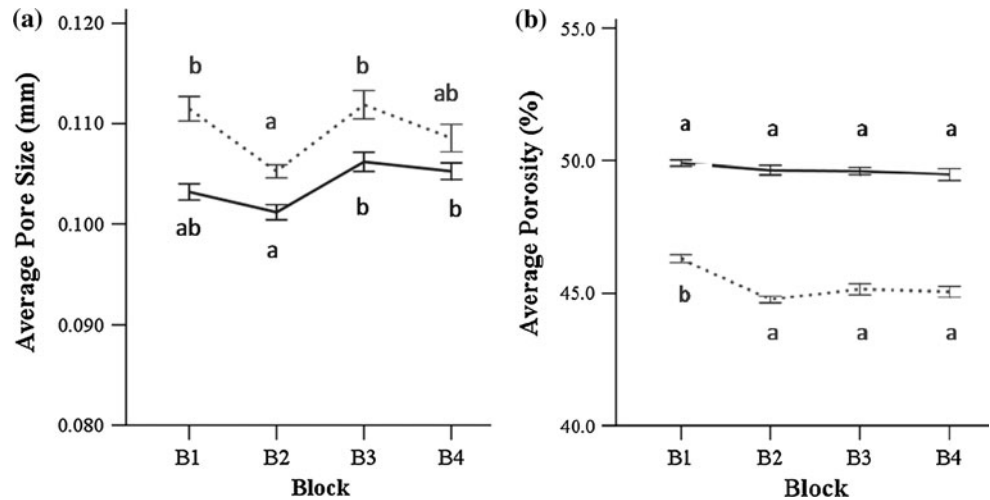 (a)
Average Pore Size (mm)
0.120
0.110
0.100
0.090
0.080
b
a
b
ab
ab
a
b
b
B1 B2 B3 B4
Block
(b)
Average Porosity (%)
55.0
50.0
45.0
40.0
a a a a
b
a a a
B1 B2 B3 B4
Block